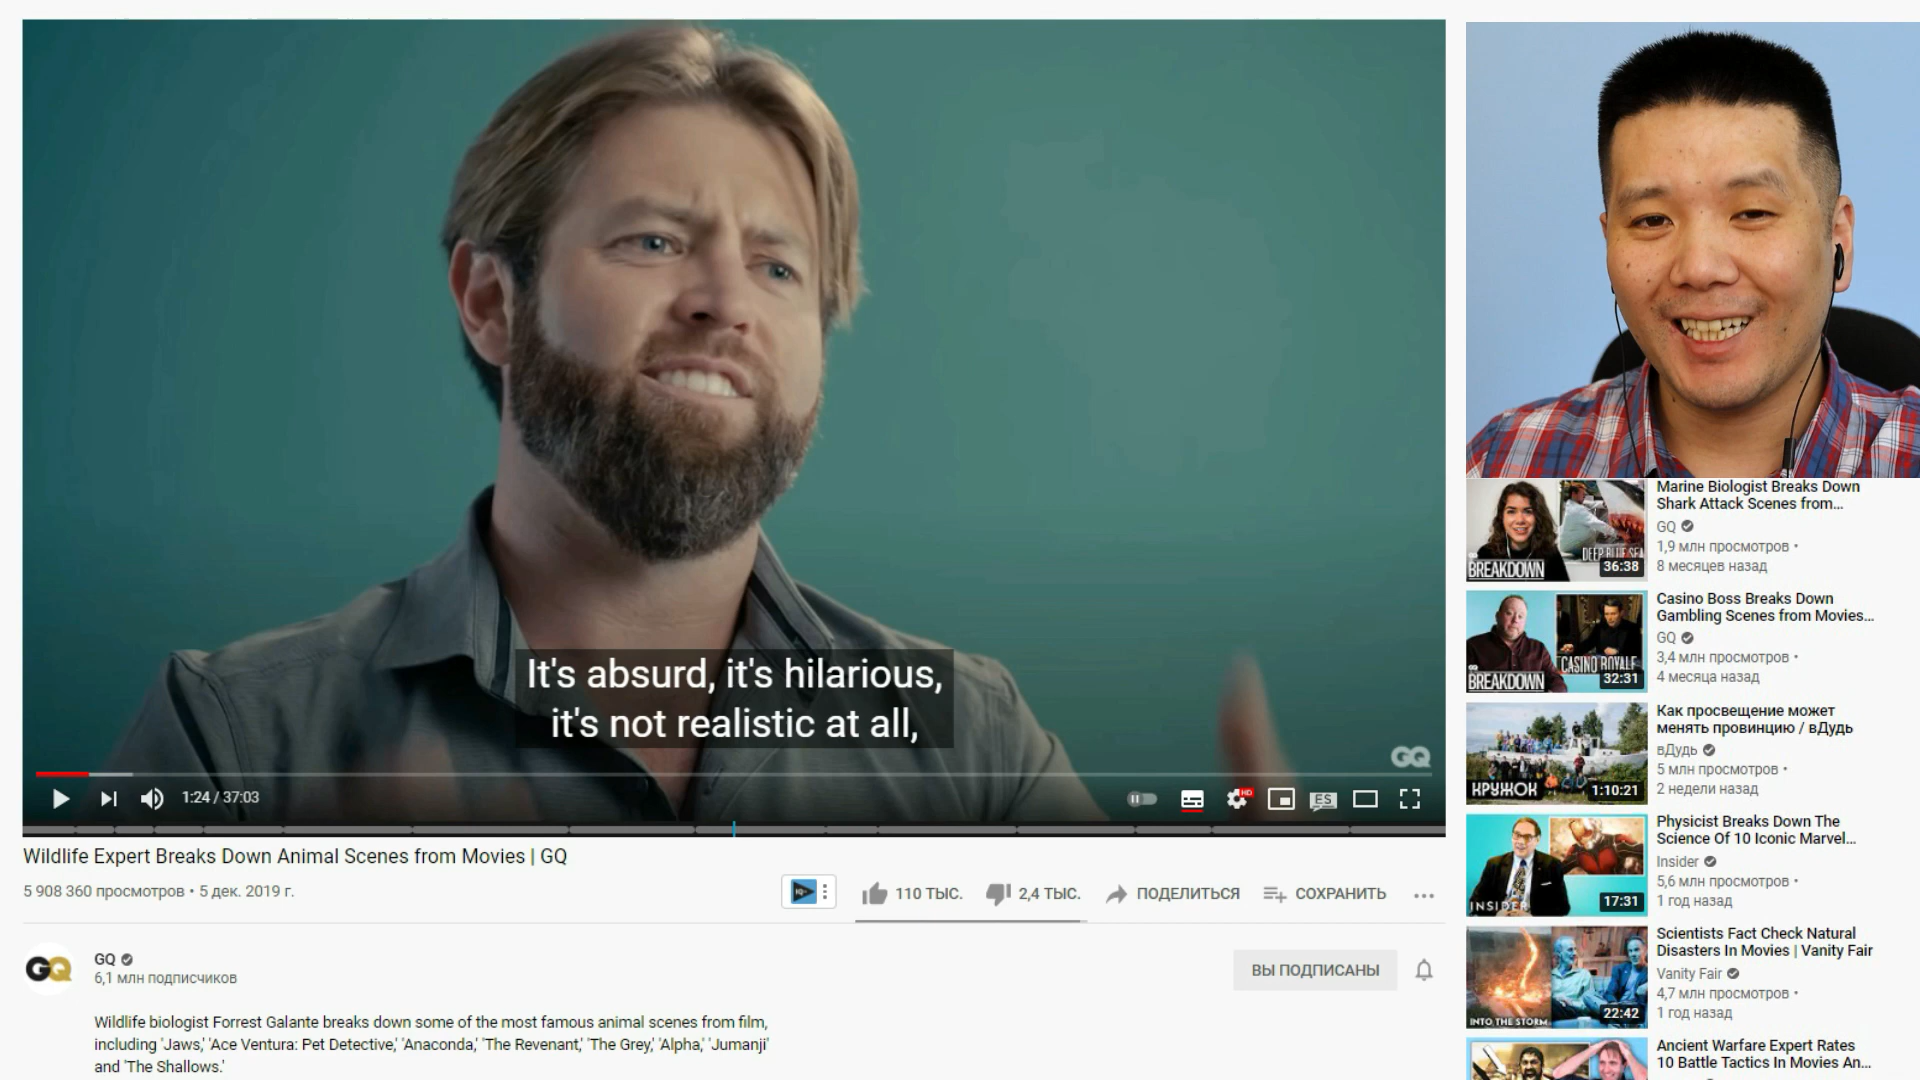 It's absurd, it's hilarious,
it's not realistic at all,
GQ
1:24 / 37:03
HD
ES
Wildlife Expert Breaks Down Animal Scenes from Movies | GQ
5 908 360 просмотров • 5 дек. 2019 г.
110 ТЫС.
2,4 ТЫС.
ПОДЕЛИТЬСЯ
СОХРАНИТЬ
GQ
GQ
6,1 млн подписчиков
ВЫ ПОДПИСАНЫ
Wildlife biologist Forrest Galante breaks down some of the most famous animal scenes from film,
including 'Jaws,' 'Ace Ventura: Pet Detective,' 'Anaconda,' 'The Revenant,' 'The Grey,' 'Alpha,' 'Jumanji'
and 'The Shallows.'
DEEP BLUE SEA
BREAKDOWN
36:38
Marine Biologist Breaks Down
Shark Attack Scenes from...
GQ
1,9 млн просмотров •
8 месяцев назад
CASINO ROYALE
BREAKDOWN
32:31
Casino Boss Breaks Down
Gambling Scenes from Movies...
GQ
3,4 млн просмотров •
4 месяца назад
КРУЖОК
1:10:21
Как просвещение может
менять провинцию / вДудь
вДудь
5 млн просмотров •
2 недели назад
INSIDER
17:31
Physicist Breaks Down The
Science Of 10 Iconic Marvel...
Insider
5,6 млн просмотров •
1 год назад
INTO THE STORM
22:42
Scientists Fact Check Natural
Disasters In Movies | Vanity Fair
Vanity Fair
4,7 млн просмотров •
1 год назад
Ancient Warfare Expert Rates
10 Battle Tactics In Movies An...